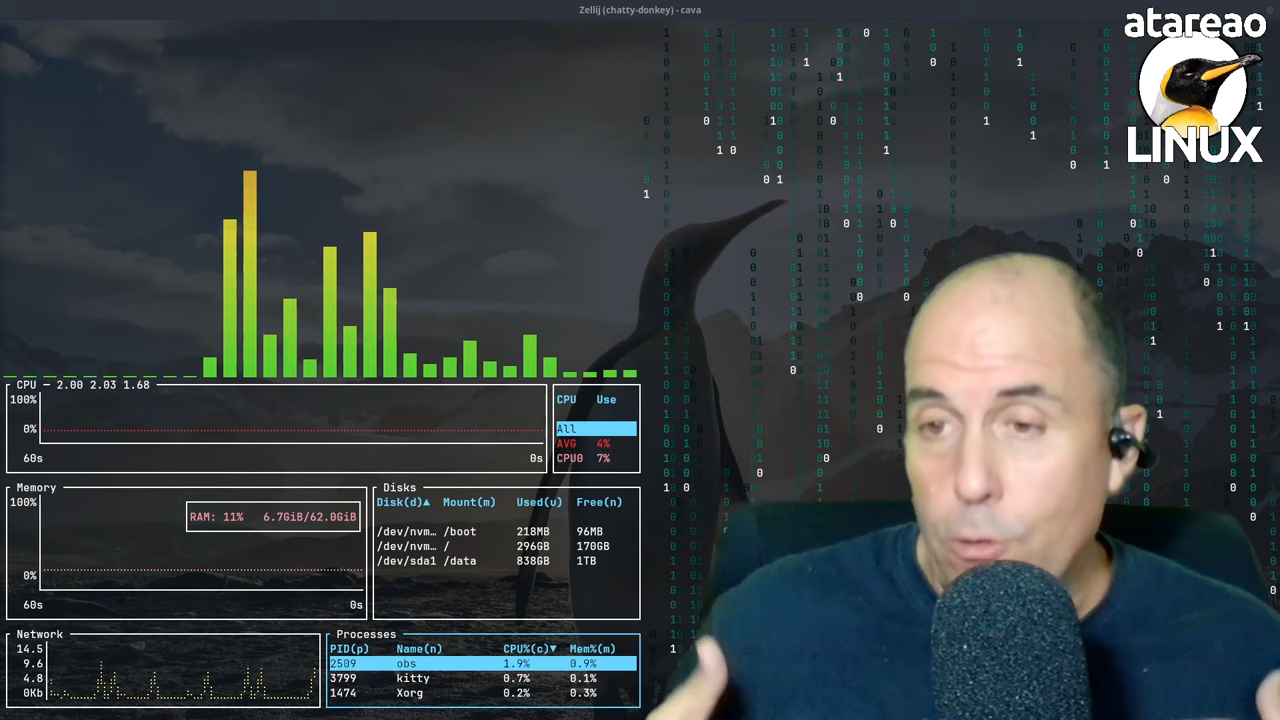 Zellij (chatty-donkey) - cava
atareao
LINUX
CPU — 2.00 2.03 1.68
100%
0%
60s 0s
CPU Use
All
AVG 4%
CPU0 7%
Memory
100%
RAM: 11% 6.7GiB/62.0GiB
0%
60s 0s
Disks
Disk(d)▲ Mount(m) Used(u) Free(n)
/dev/nvm… /boot 218MB 96MB
/dev/nvm… / 296GB 170GB
/dev/sda1 /data 838GB 1TB
Network
14.5
9.6
4.8
0Kb
Processes
PID(p) Name(n) CPU%(c)▼ Mem%(m)
2509 obs 1.9% 0.9%
3799 kitty 0.7% 0.1%
1474 Xorg 0.2% 0.3%